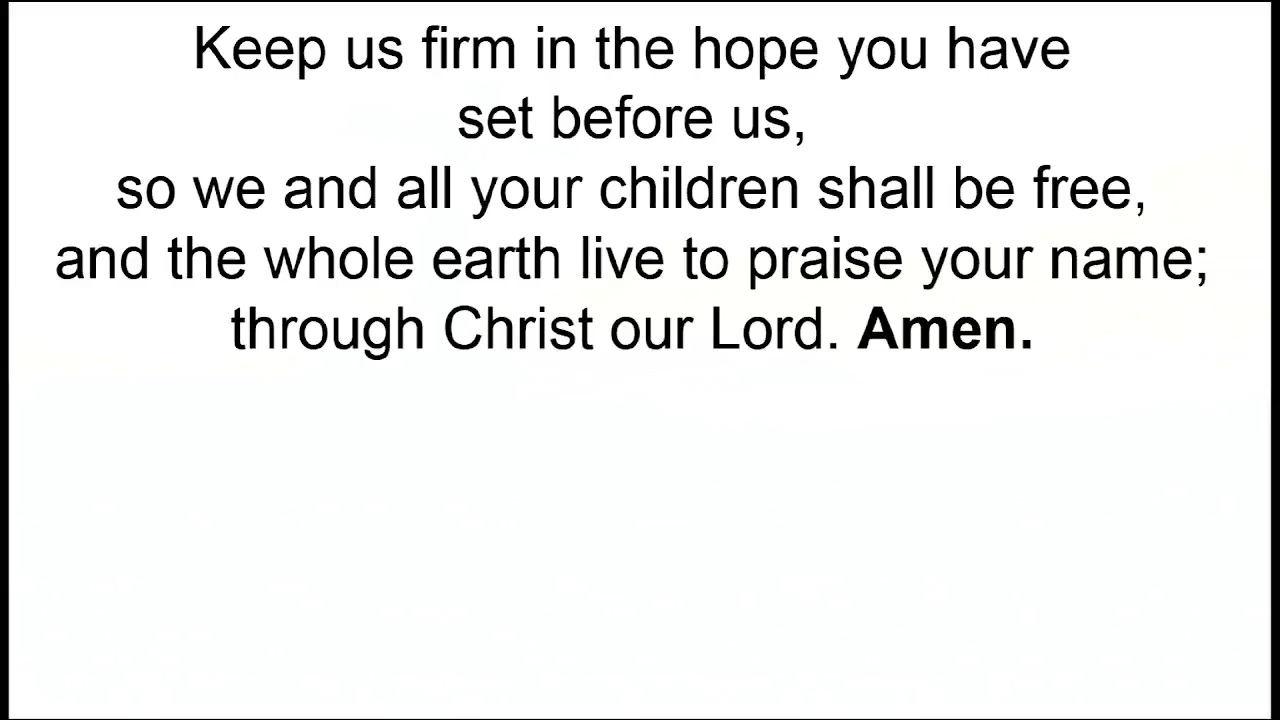 Keep us firm in the hope you have
set before us,
so we and all your children shall be free,
and the whole earth live to praise your name;
through Christ our Lord. Amen.